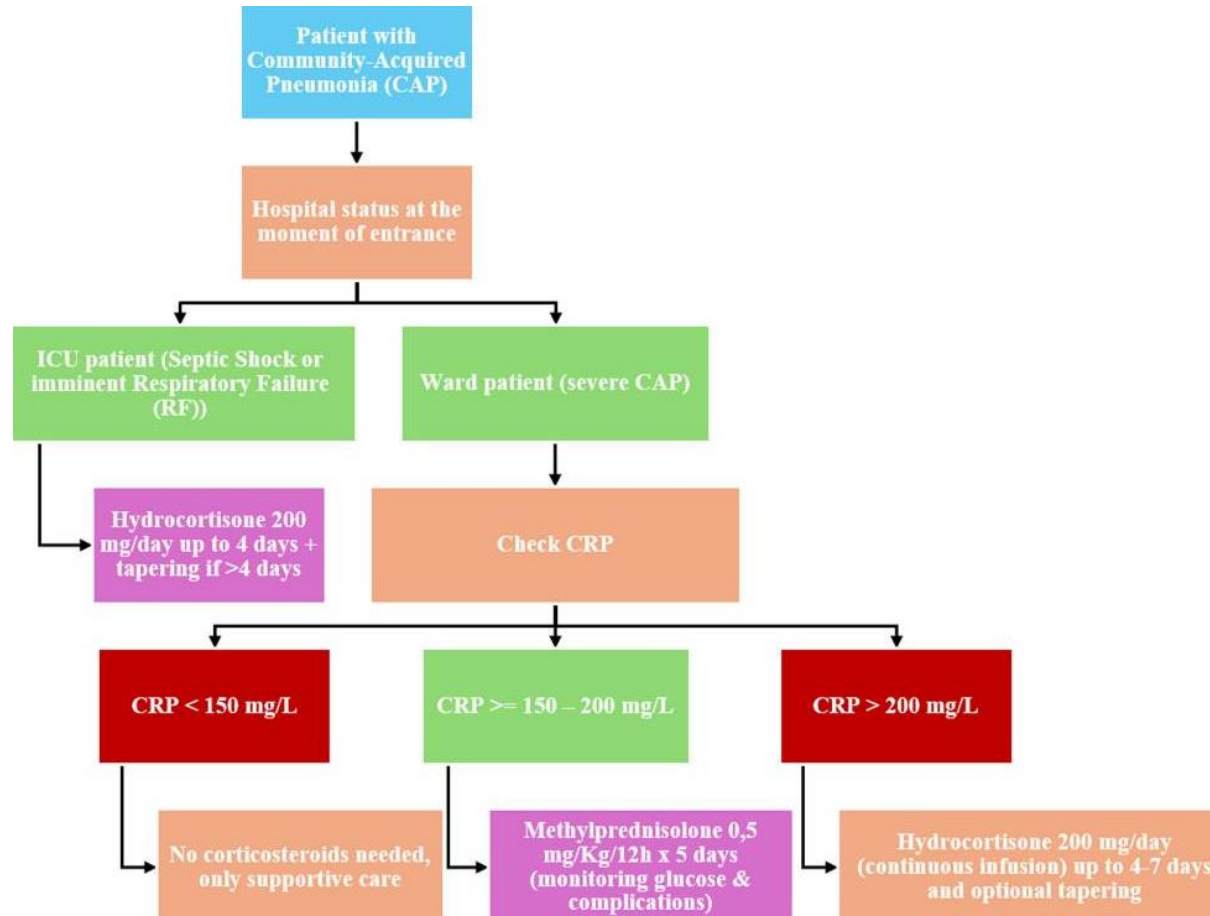 Patient with
Community-Acquired
Pneumonia (CAP)
Hospital status at the
moment of entrance
ICU patient (Septic Shock or
imminent Respiratory Failure
(RF))
Ward patient (severe CAP)
Hydrocortisone 200
mg/day up to 4 days +
tapering if >4 days
Check CRP
CRP < 150 mg/L
CRP >= 150 – 200 mg/L
CRP > 200 mg/L
No corticosteroids needed,
only supportive care
Methylprednisolone 0,5
mg/Kg/12h x 5 days
(monitoring glucose &
complications)
Hydrocortisone 200 mg/day
(continuous infusion) up to 4-7 days
and optional tapering